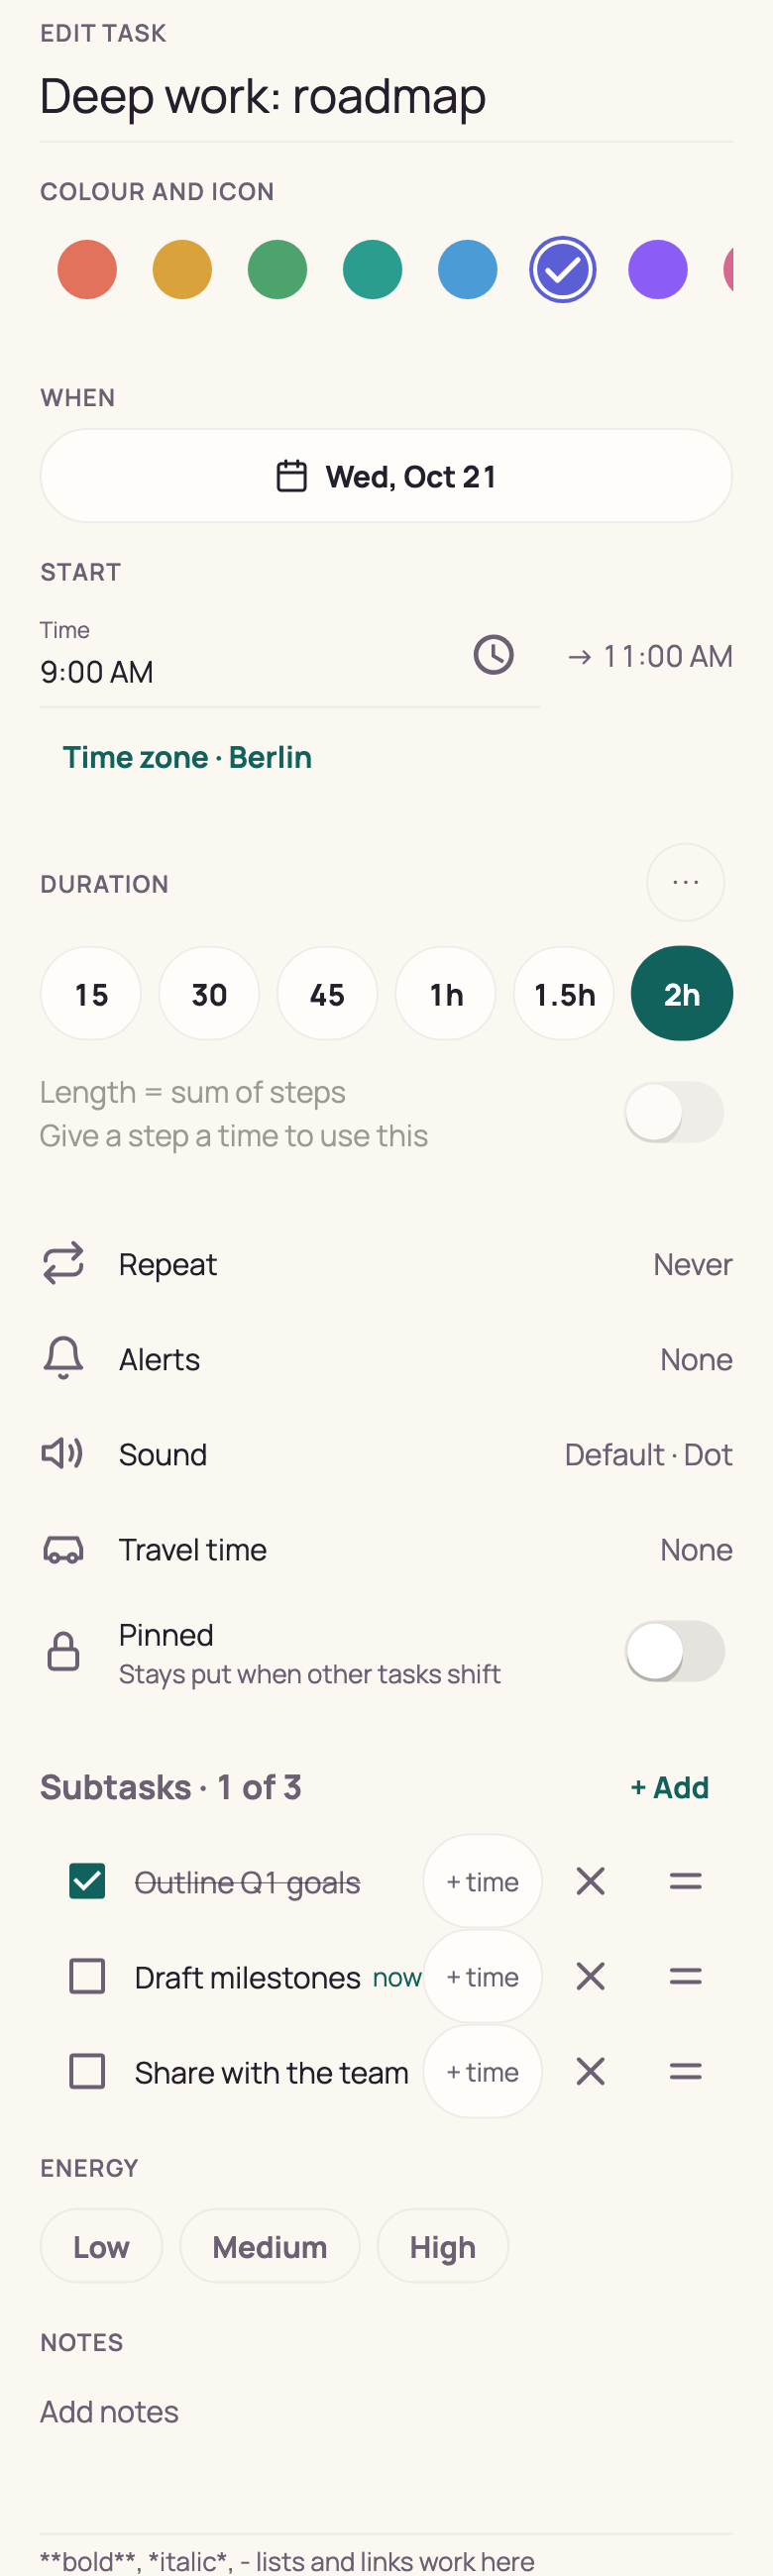 EDIT TASK
Deep work: roadmap
COLOUR AND ICON
WHEN
Wed, Oct 21
START
Time
9:00 AM
→ 11:00 AM
Time zone · Berlin
DURATION
···
15 30 45 1h 1.5h 2h
Length = sum of steps
Give a step a time to use this
Repeat Never
Alerts None
Sound Default · Dot
Travel time None
Pinned
Stays put when other tasks shift
Subtasks · 1 of 3 + Add
Outline Q1 goals + time
Draft milestones now + time
Share with the team + time
ENERGY
Low Medium High
NOTES
Add notes
**bold**, *italic*, - lists and links work here